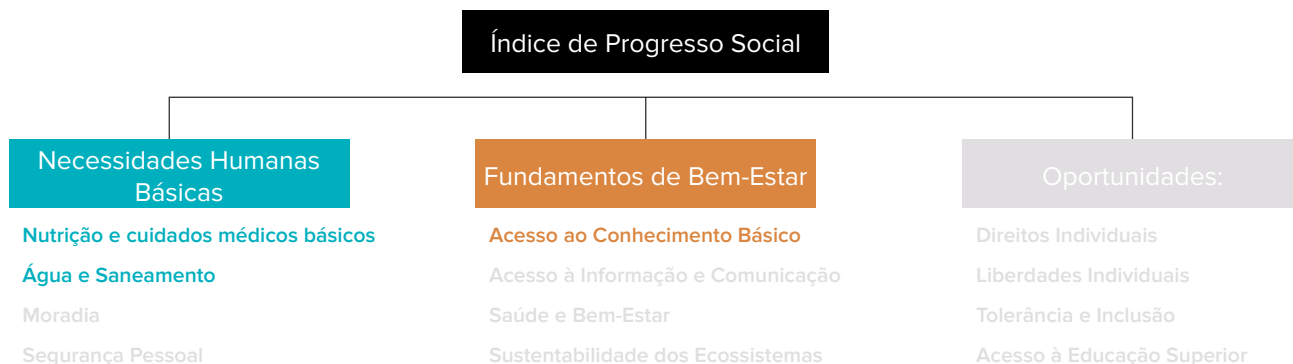 Índice de Progresso Social
Necessidades Humanas
Básicas
Nutrição e cuidados médicos básicos
Água e Saneamento
Moradia
Segurança Pessoal
Fundamentos de Bem-Estar
Acesso ao Conhecimento Básico
Acesso à Informação e Comunicação
Saúde e Bem-Estar
Sustentabilidade dos Ecossistemas
Oportunidades:
Direitos Individuais
Liberdades Individuais
Tolerância e Inclusão
Acesso à Educação Superior